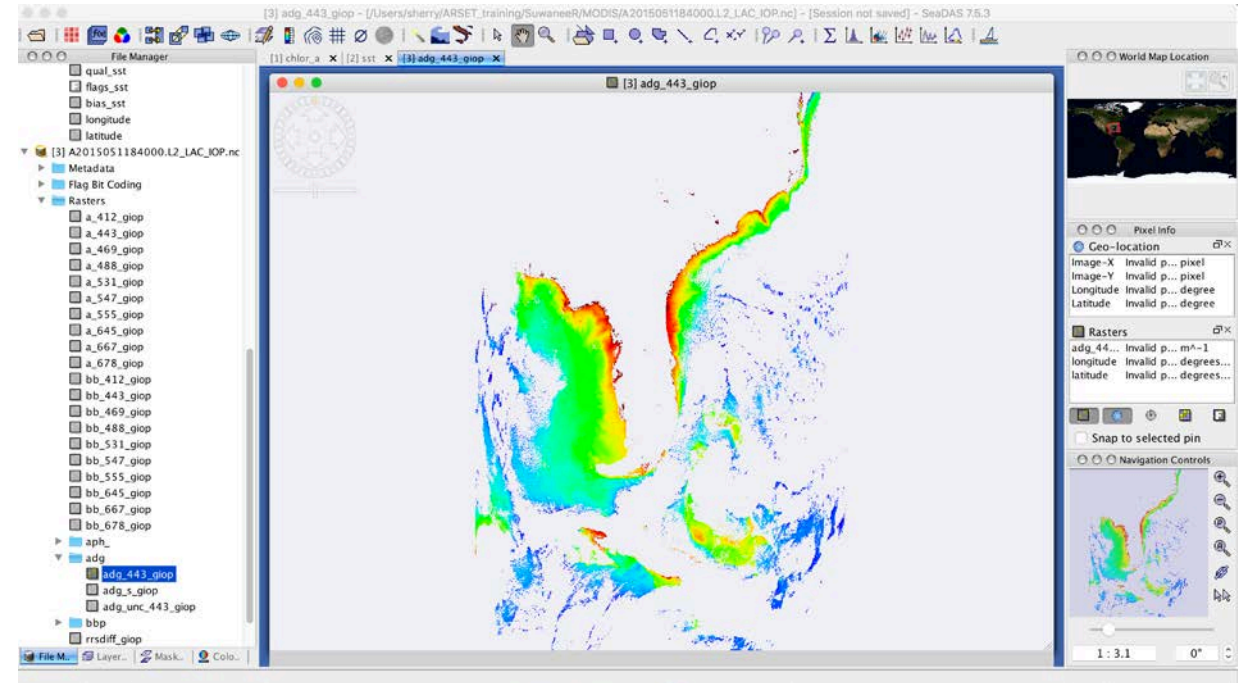 [3] adg_443_giop - [/Users/sherry/ARSET_training/SuwaneeR/MODIS/A2015051184000.L2_LAC_IOP.nc] - [Session not saved] - SeaDAS 7.5.3
File Manager
[1] chlor_a [2] sst [3] adg_443_giop
[3] adg_443_giop
qual_sst
flags_sst
bias_sst
longitude
latitude
[3] A2015051184000.L2_LAC_IOP.nc
Metadata
Flag Bit Coding
Rasters
a_412_giop
a_443_giop
a_469_giop
a_488_giop
a_531_giop
a_547_giop
a_555_giop
a_645_giop
a_667_giop
a_678_giop
bb_412_giop
bb_443_giop
bb_469_giop
bb_488_giop
bb_531_giop
bb_547_giop
bb_555_giop
bb_645_giop
bb_667_giop
bb_678_giop
aph_
adg
adg_443_giop
adg_s_giop
adg_unc_443_giop
bbp
rrsdiff_giop
File M... Layer... Mask... Colo...
World Map Location
Pixel Info
Geo-location
Image-X Invalid p... pixel
Image-Y Invalid p... pixel
Longitude Invalid p... degree
Latitude Invalid p... degree
Rasters
adg_44... Invalid p... m^-1
longitude Invalid p... degrees...
latitude Invalid p... degrees...
Snap to selected pin
Navigation Controls
1 : 3.1 0°